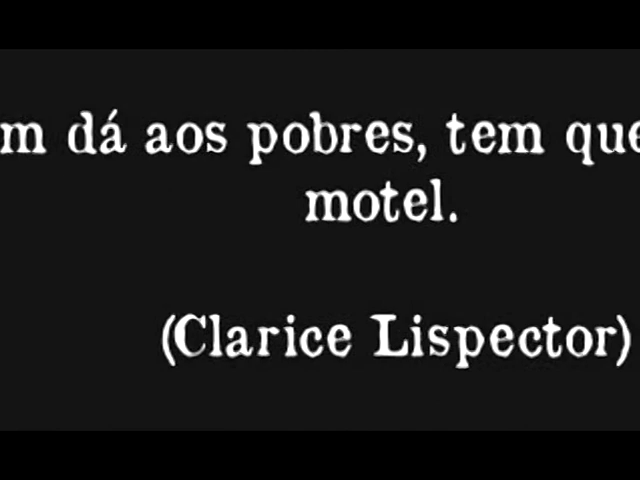 m dá aos pobres, tem que
motel.
(Clarice Lispector)